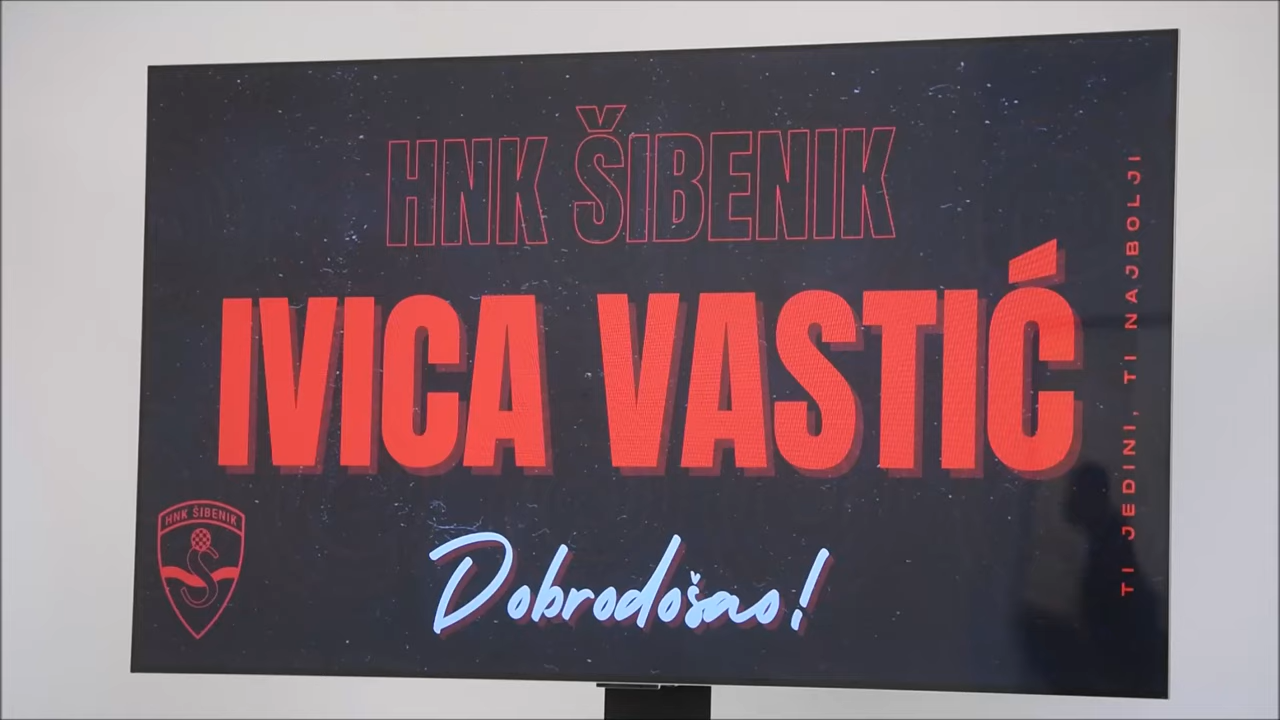 HNK ŠIBENIK
IVICA VASTIĆ
Dobrodošao!
HNK ŠIBENIK
TI JEDINI, TI NAJBOLJI